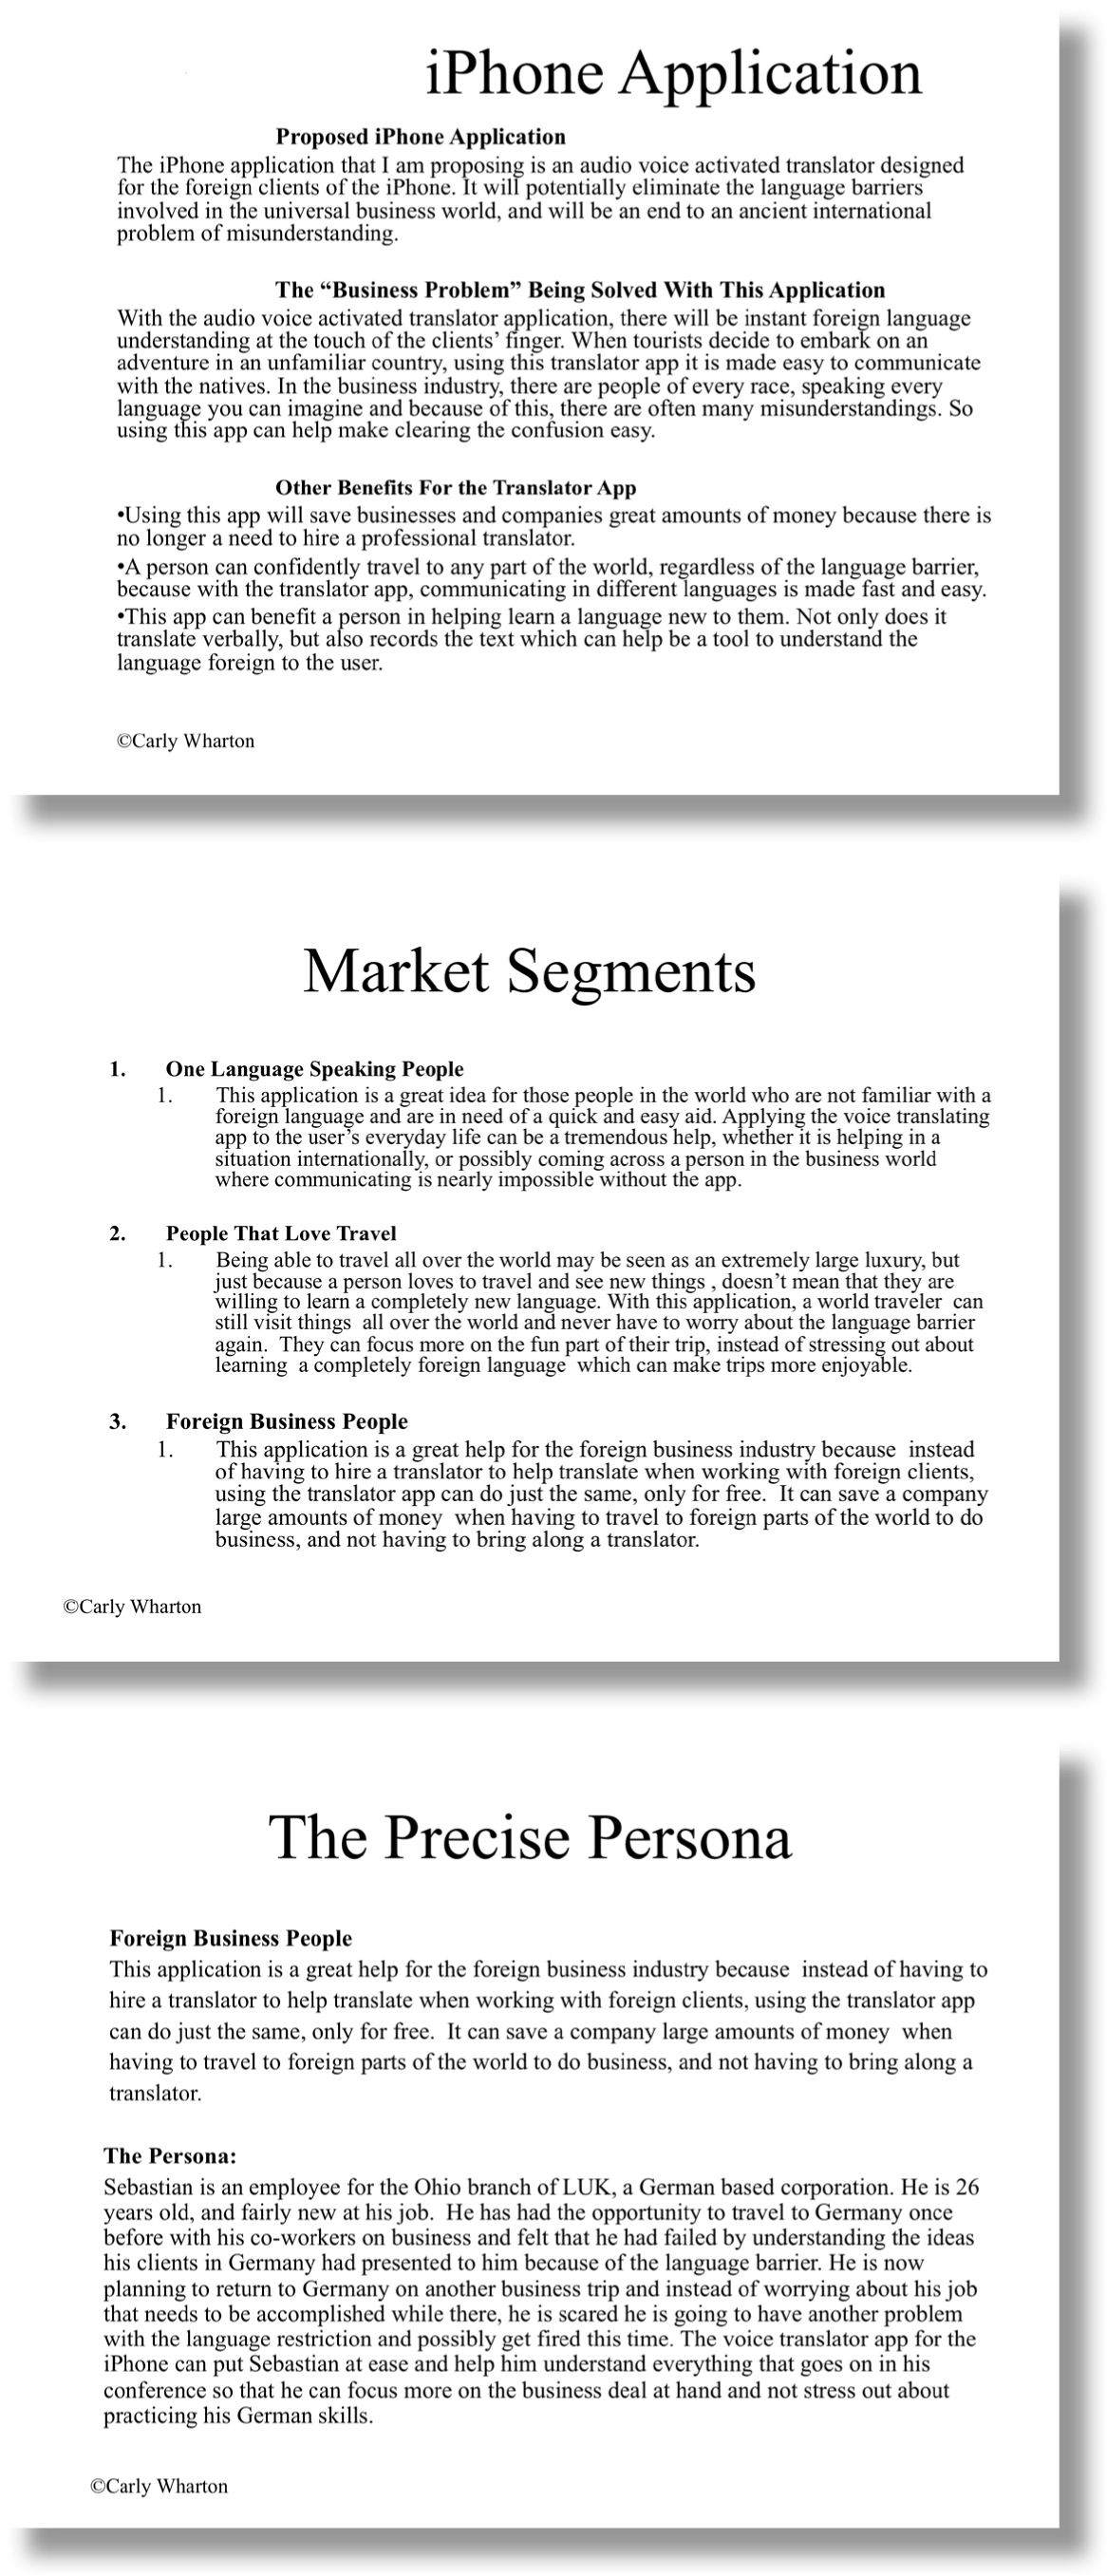 iPhone Application
Proposed iPhone Application
The iPhone application that I am proposing is an audio voice activated translator designed
for the foreign clients of the iPhone. It will potentially eliminate the language barriers
involved in the universal business world, and will be an end to an ancient international
problem of misunderstanding.
The “Business Problem” Being Solved With This Application
With the audio voice activated translator application, there will be instant foreign language
understanding at the touch of the clients’ finger. When tourists decide to embark on an
adventure in an unfamiliar country, using this translator app it is made easy to communicate
with the natives. In the business industry, there are people of every race, speaking every
language you can imagine and because of this, there are often many misunderstandings. So
using this app can help make clearing the confusion easy.
Other Benefits For the Translator App
•Using this app will save businesses and companies great amounts of money because there is
no longer a need to hire a professional translator.
•A person can confidently travel to any part of the world, regardless of the language barrier,
because with the translator app, communicating in different languages is made fast and easy.
•This app can benefit a person in helping learn a language new to them. Not only does it
translate verbally, but also records the text which can help be a tool to understand the
language foreign to the user.
©Carly Wharton
Market Segments
1. One Language Speaking People
1. This application is a great idea for those people in the world who are not familiar with a
foreign language and are in need of a quick and easy aid. Applying the voice translating
app to the user’s everyday life can be a tremendous help, whether it is helping in a
situation internationally, or possibly coming across a person in the business world
where communicating is nearly impossible without the app.
2. People That Love Travel
1. Being able to travel all over the world may be seen as an extremely large luxury, but
just because a person loves to travel and see new things , doesn’t mean that they are
willing to learn a completely new language. With this application, a world traveler  can
still visit things  all over the world and never have to worry about the language barrier
again.  They can focus more on the fun part of their trip, instead of stressing out about
learning  a completely foreign language  which can make trips more enjoyable.
3. Foreign Business People
1. This application is a great help for the foreign business industry because  instead
of having to hire a translator to help translate when working with foreign clients,
using the translator app can do just the same, only for free.  It can save a company
large amounts of money  when having to travel to foreign parts of the world to do
business, and not having to bring along a translator.
©Carly Wharton
The Precise Persona
Foreign Business People
This application is a great help for the foreign business industry because  instead of having to
hire a translator to help translate when working with foreign clients, using the translator app
can do just the same, only for free.  It can save a company large amounts of money  when
having to travel to foreign parts of the world to do business, and not having to bring along a
translator.
The Persona:
Sebastian is an employee for the Ohio branch of LUK, a German based corporation. He is 26
years old, and fairly new at his job.  He has had the opportunity to travel to Germany once
before with his co-workers on business and felt that he had failed by understanding the ideas
his clients in Germany had presented to him because of the language barrier. He is now
planning to return to Germany on another business trip and instead of worrying about his job
that needs to be accomplished while there, he is scared he is going to have another problem
with the language restriction and possibly get fired this time. The voice translator app for the
iPhone can put Sebastian at ease and help him understand everything that goes on in his
conference so that he can focus more on the business deal at hand and not stress out about
practicing his German skills.
©Carly Wharton